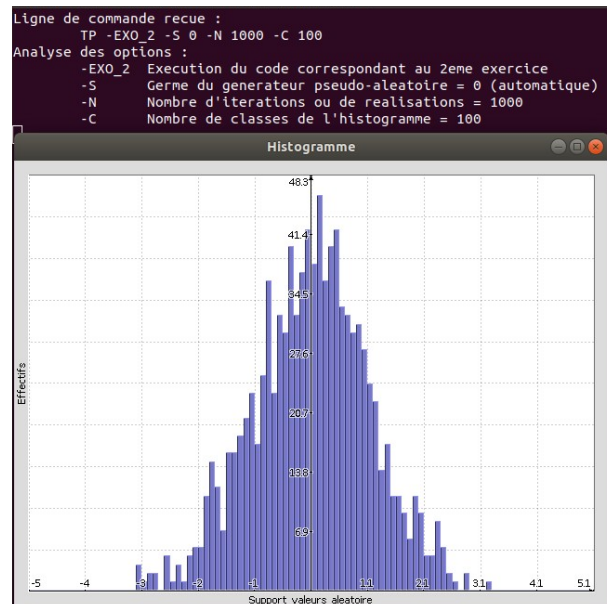 Ligne de commande recue :
TP -EXO_2 -S 0 -N 1000 -C 100
Analyse des options :
-EXO_2 Execution du code correspondant au 2eme exercice
-S Germe du generateur pseudo-aleatoire = 0 (automatique)
-N Nombre d'iterations ou de realisations = 1000
-C Nombre de classes de l'histogramme = 100
Histogramme
48.3
41.4
34.5
27.6
20.7
13.8
6.9
Effectifs
-5 -4 -3 -2 -1 1.1 2.1 3.1 4.1 5.1
Support valeurs aleatoire